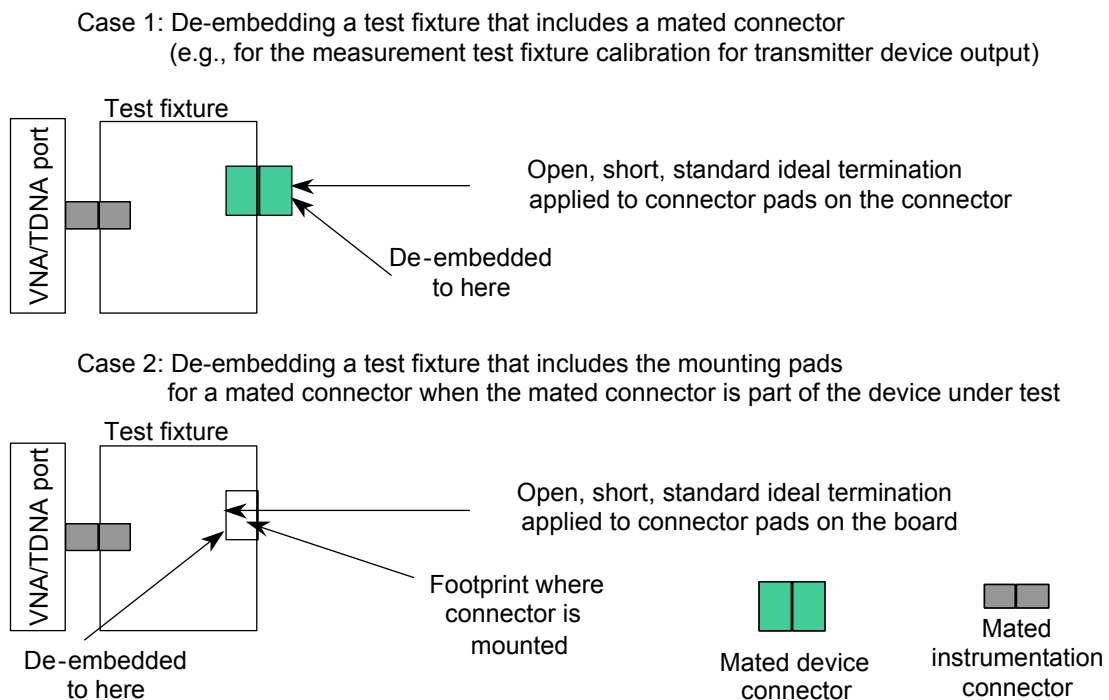 Case 1: De-embedding a test fixture that includes a mated connector
(e.g., for the measurement test fixture calibration for transmitter device output)
Test fixture
VNA/TDNA port
Open, short, standard ideal termination
applied to connector pads on the connector
De-embedded
to here
Case 2: De-embedding a test fixture that includes the mounting pads
for a mated connector when the mated connector is part of the device under test
Test fixture
VNA/TDNA port
Open, short, standard ideal termination
applied to connector pads on the board
Footprint where
connector is
mounted
De-embedded
to here
Mated device
connector
Mated
instrumentation
connector